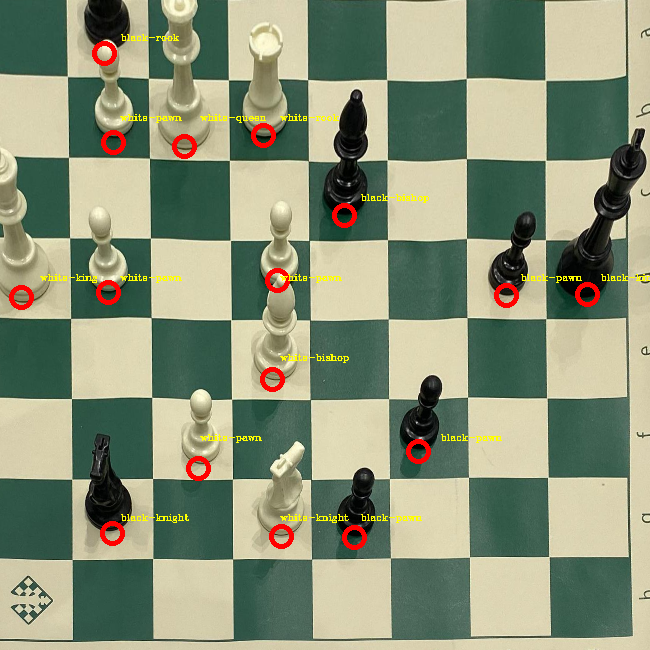 black-rook
white-pawn
white-queen
white-rook
black-bishop
white-king
white-pawn
white-pawn
black-pawn
white-bishop
white-pawn
black-pawn
black-knight
white-knight
black-pawn
a
b
e
f
g
h